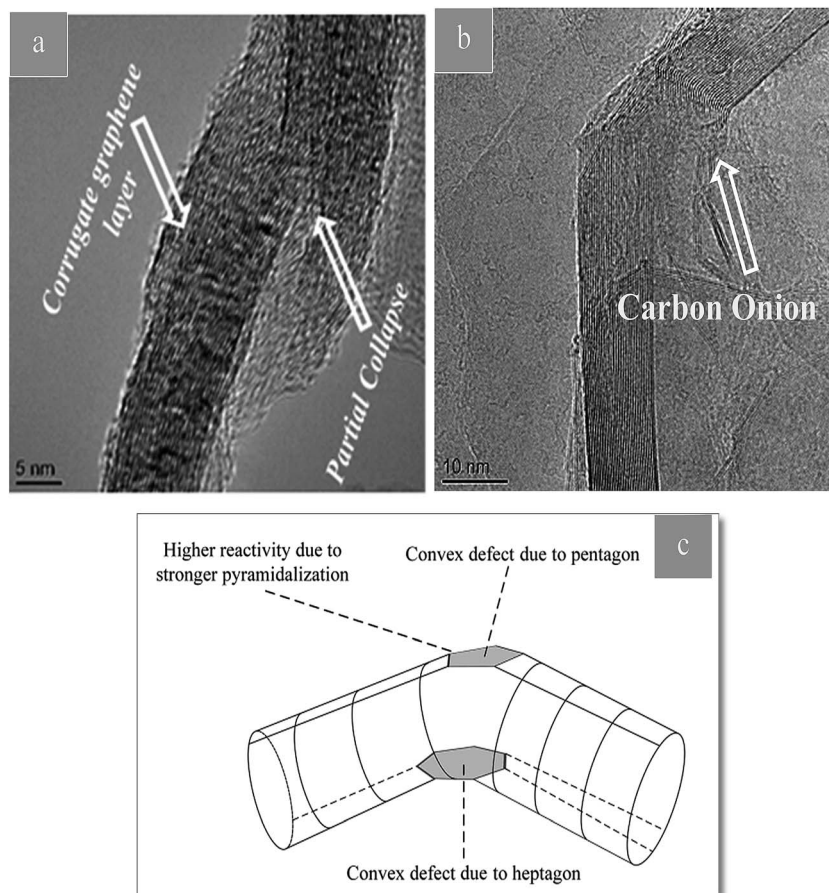 a
Corrugate graphene
layer
Partial Collapse
5 nm
b
Carbon Onion
10 nm
c
Higher reactivity due to
stronger pyramidalization
Convex defect due to pentagon
Convex defect due to heptagon